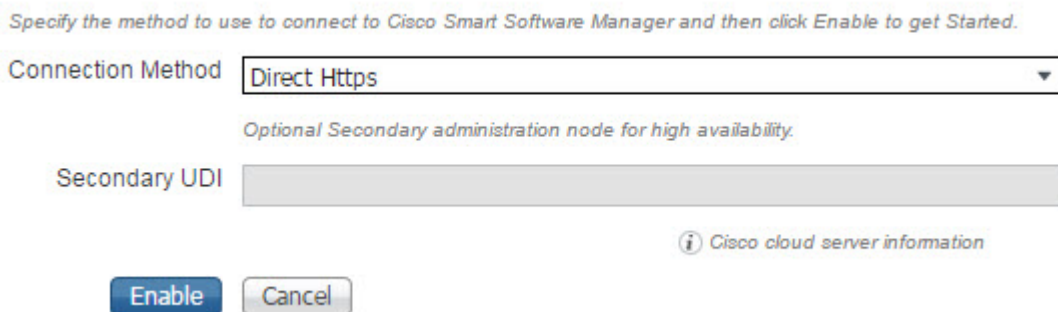 Specify the method to use to connect to Cisco Smart Software Manager and then click Enable to get Started.
Connection Method Direct Https
Optional Secondary administration node for high availability.
Secondary UDI
Cisco cloud server information
Enable Cancel